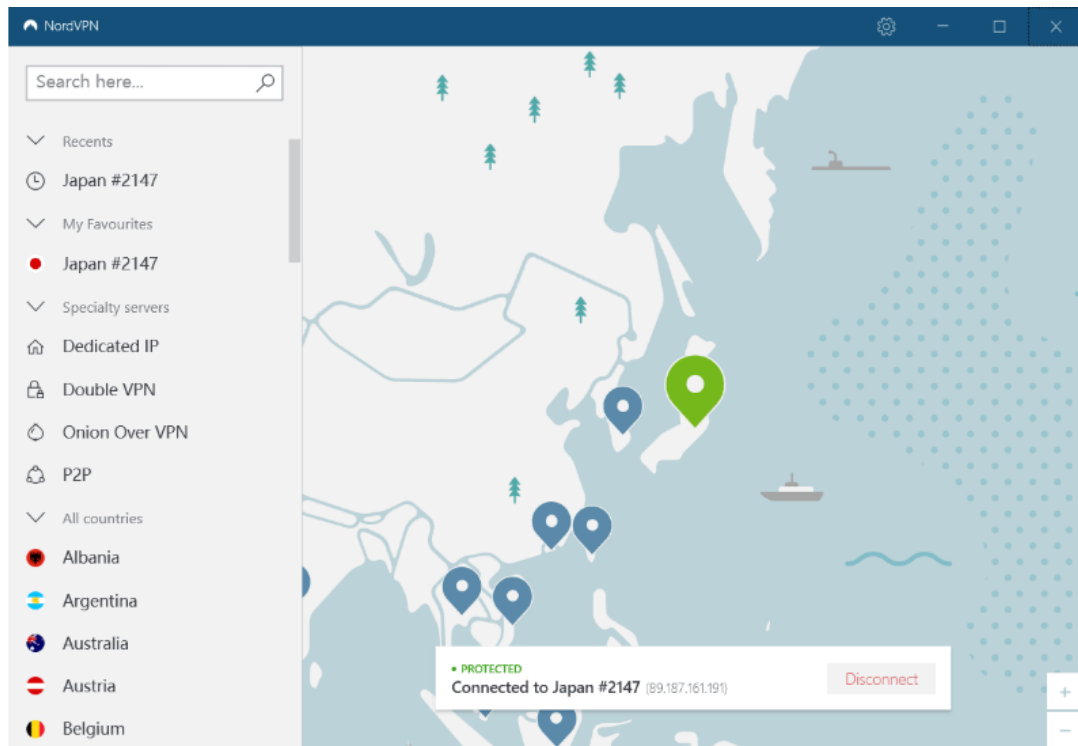 NordVPN
Search here...
Recents
Japan #2147
My Favourites
Japan #2147
Specialty servers
Dedicated IP
Double VPN
Onion Over VPN
P2P
All countries
Albania
Argentina
Australia
Austria
Belgium
• PROTECTED
Connected to Japan #2147 (89.187.161.191)
Disconnect